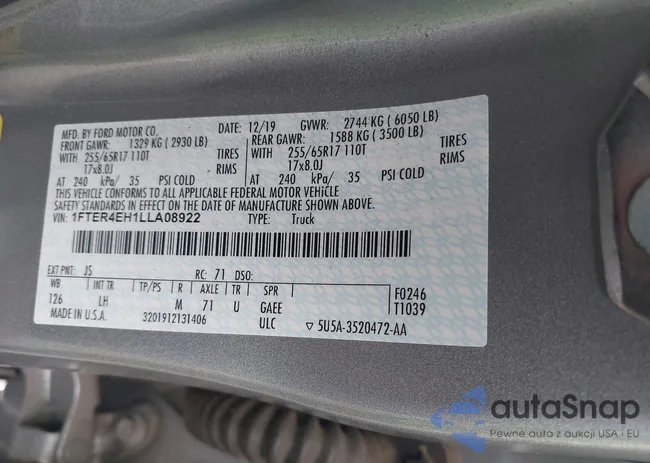 MFD. BY FORD MOTOR CO. DATE: 12/19 GVWR: 2744 KG ( 6050 LB)
FRONT GAWR: 1329 KG ( 2930 LB) REAR GAWR: 1588 KG ( 3500 LB)
WITH 255/65R17 110T TIRES WITH 255/65R17 110T TIRES
17x8.0J RIMS 17x8.0J RIMS
AT 240 kPa/ 35 AT 240 kPa/ 35
THIS VEHICLE CONFORMS TO ALL APPLICABLE FEDERAL MOTOR VEHICLE
SAFETY STANDARDS IN EFFECT ON THE DATE OF MANUFACTURE SHOWN ABOVE.
VIN: 1FTER4EH1LLA08922 TYPE: Truck
EXT PNT: JS RC: 71 DSO:
WB INT TR TP/PS R AXLE TR SPR F0246
126 LH M 71 U GAEE T1039
MADE IN U.S.A. 3201912131406 ULC ▽ 5U5A-3520472-AA
autaSnap
Pewne auto z aukcji USA i EU